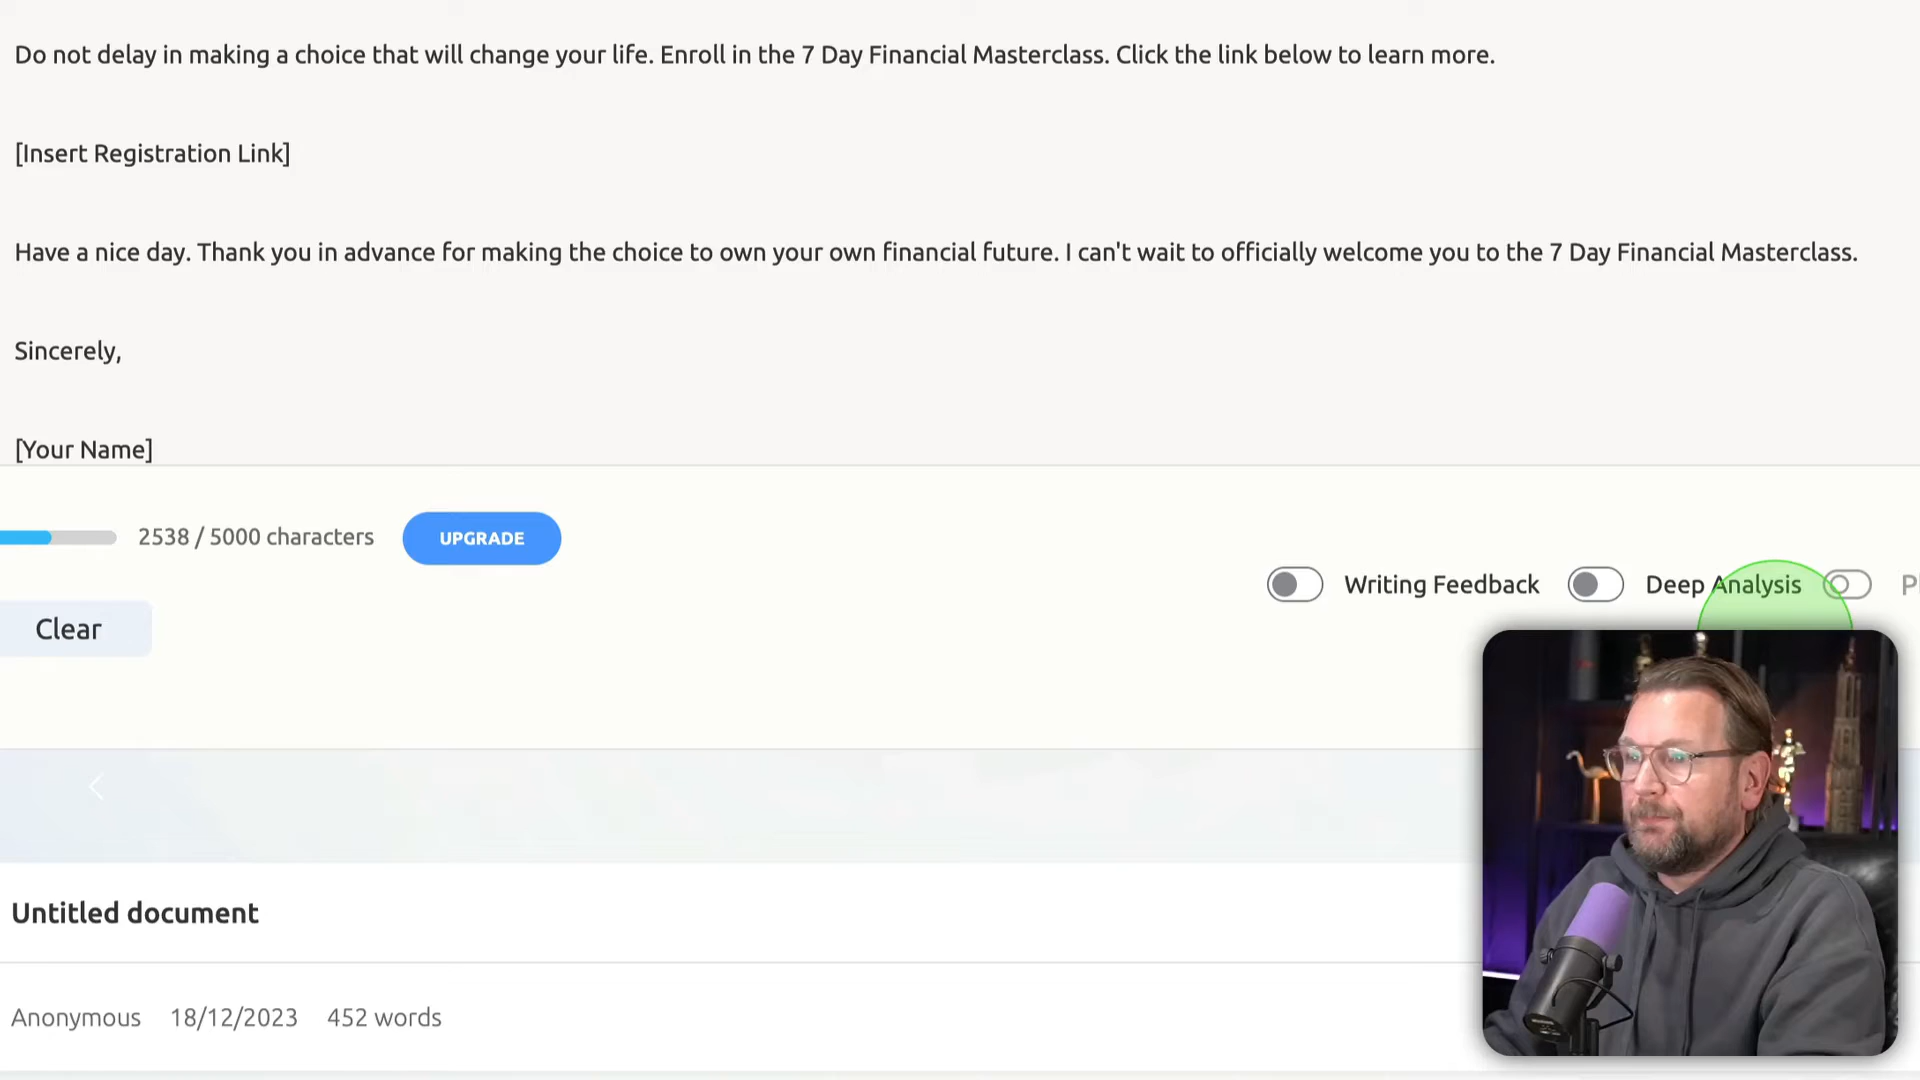 Do not delay in making a choice that will change your life. Enroll in the 7 Day Financial Masterclass. Click the link below to learn more.
[Insert Registration Link]
Have a nice day. Thank you in advance for making the choice to own your own financial future. I can't wait to officially welcome you to the 7 Day Financial Masterclass.
Sincerely,
[Your Name]
2538 / 5000 characters
UPGRADE
Writing Feedback
Deep Analysis
Clear
Untitled document
Anonymous 18/12/2023 452 words